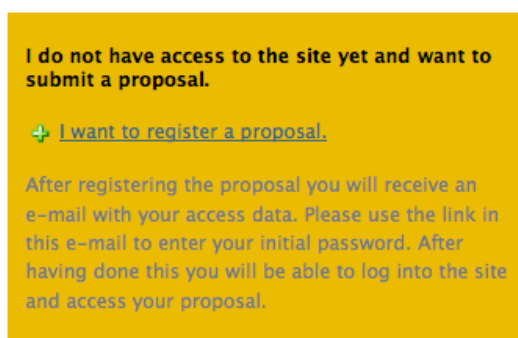 I do not have access to the site yet and want to
submit a proposal.
I want to register a proposal.
After registering the proposal you will receive an
e-mail with your access data. Please use the link in
this e-mail to enter your initial password. After
having done this you will be able to log into the site
and access your proposal.